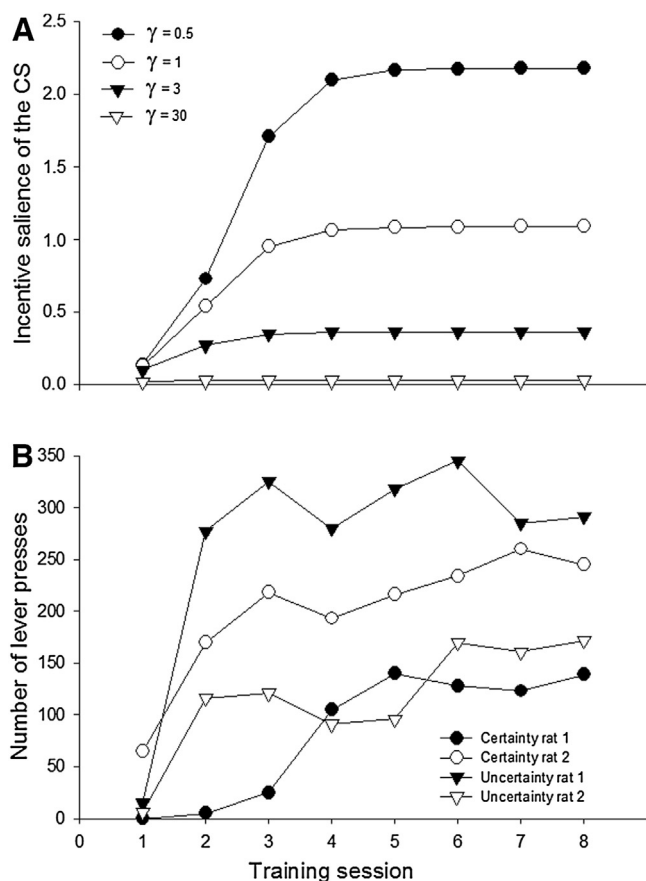 A
Incentive salience of the CS
2.5
2.0
1.5
1.0
0.5
0.0
γ = 0.5
γ = 1
γ = 3
γ = 30
B
Number of lever presses
350
300
250
200
150
100
50
0
Certainty rat 1
Certainty rat 2
Uncertainty rat 1
Uncertainty rat 2
0 1 2 3 4 5 6 7 8
Training session